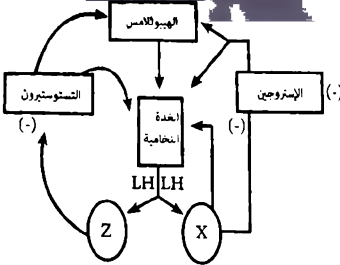 الهيبوثلامس
التستوستيرون
(-)
الغدة
النخامية
الإستروجين
(-)
(-)
LH LH
Z
X